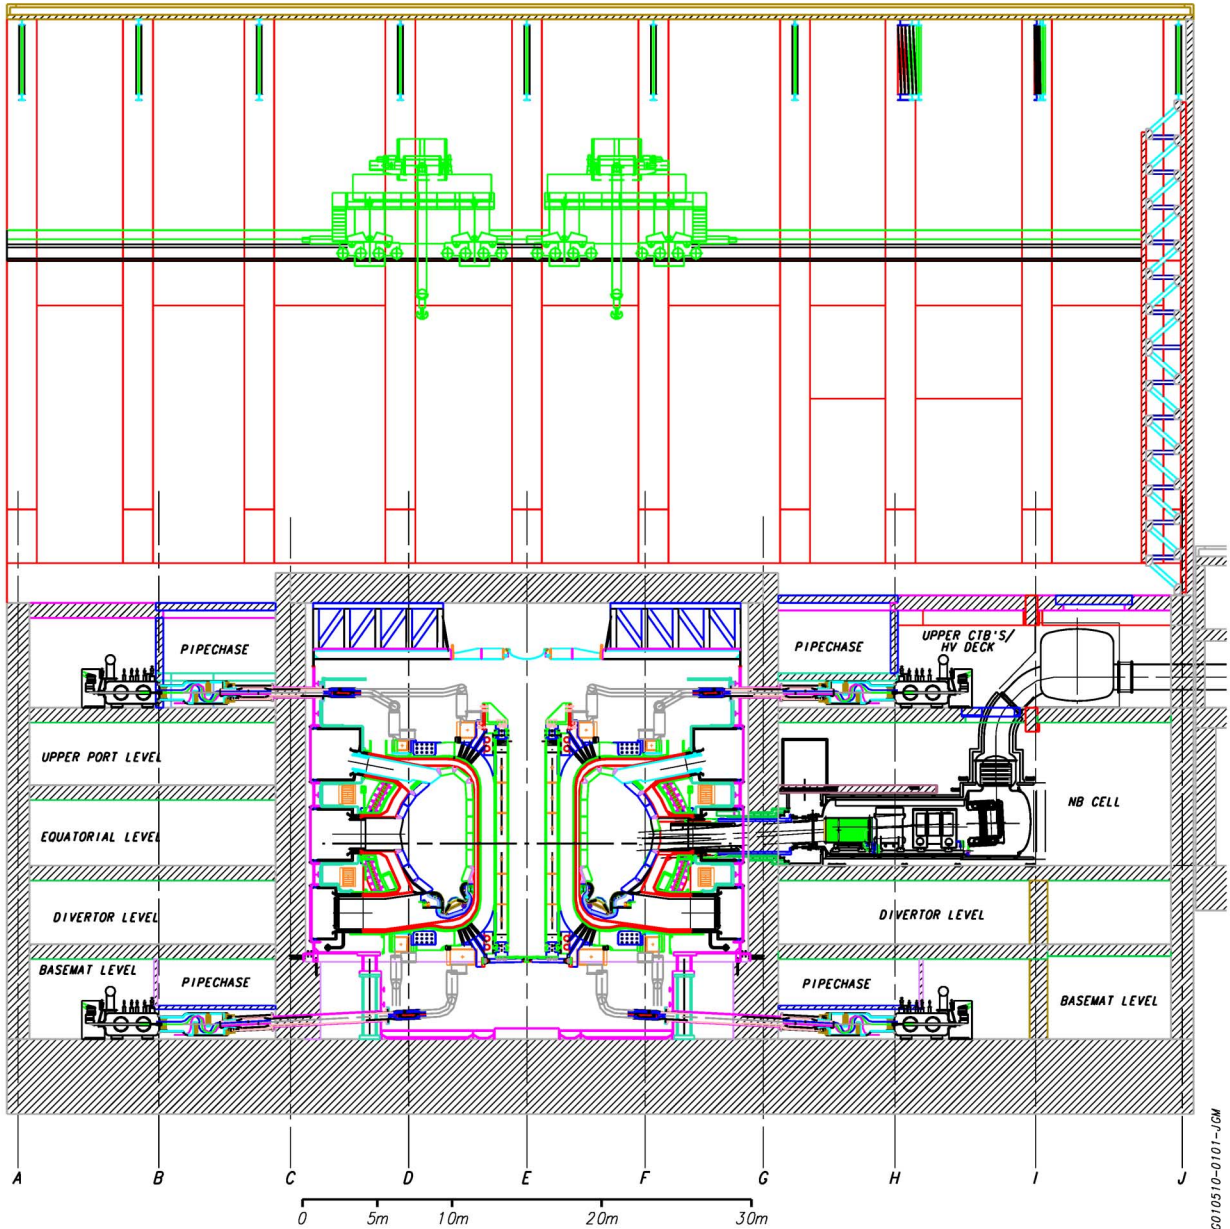 PIPECHASE
PIPECHASE
UPPER CTB'S/
HV DECK
UPPER PORT LEVEL
NB CELL
EQUATORIAL LEVEL
DIVERTOR LEVEL
DIVERTOR LEVEL
BASEMAT LEVEL
PIPECHASE
PIPECHASE
BASEMAT LEVEL
A B C D E F G H I J
0 5m 10m 20m 30m
G010510-0101-JGM